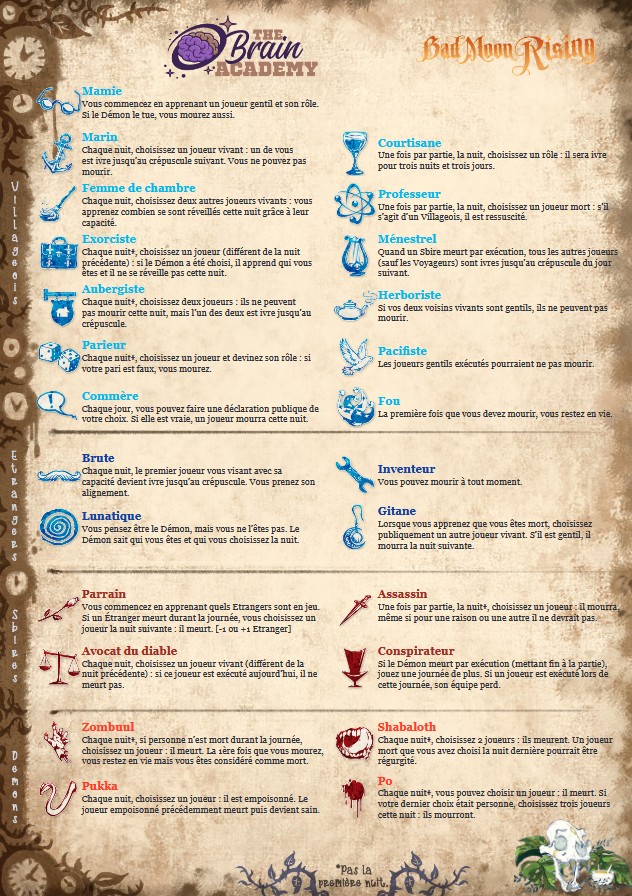 THE
Brain
ACADEMY
Bad Moon Rising
Villageois
Mamie
Vous commencez en apprenant un joueur gentil et son rôle.
Si le Démon le tue, vous mourez aussi.
Marin
Chaque nuit, choisissez un joueur vivant : un de vous
est ivre jusqu'au crépuscule suivant. Vous ne pouvez pas
mourir.
Femme de chambre
Chaque nuit, choisissez deux autres joueurs vivants : vous
apprenez combien se sont réveillés cette nuit grâce à leur
capacité.
Exorciste
Chaque nuit*, choisissez un joueur (différent de la nuit
précédente) : si le Démon a été choisi, il apprend qui vous
êtes et il ne se réveille pas cette nuit.
Aubergiste
Chaque nuit*, choisissez deux joueurs : ils ne peuvent
pas mourir cette nuit, mais l'un des deux est ivre jusqu'au
crépuscule.
Parieur
Chaque nuit*, choisissez un joueur et devinez son rôle : si
votre pari est faux, vous mourez.
Commère
Chaque jour, vous pouvez faire une déclaration publique de
votre choix. Si elle est vraie, un joueur mourra cette nuit.
Courtisane
Une fois par partie, la nuit, choisissez un rôle : il sera ivre
pour trois nuits et trois jours.
Professeur
Une fois par partie, la nuit*, choisissez un joueur mort : s'il
s'agit d'un Villageois, il est ressuscité.
Ménestrel
Quand un Sbire meurt par exécution, tous les autres joueurs
(sauf les Voyageurs) sont ivres jusqu'au crépuscule du jour
suivant.
Herboriste
Si vos deux voisins vivants sont gentils, ils ne peuvent pas
mourir.
Pacifiste
Les joueurs gentils exécutés pourraient ne pas mourir.
Fou
La première fois que vous devez mourir, vous restez en vie.
Etrangers
Brute
Chaque nuit, le premier joueur vous visant avec sa
capacité devient ivre jusqu'au crépuscule. Vous prenez son
alignement.
Lunatique
Vous pensez être le Démon, mais vous ne l'êtes pas. Le
Démon sait qui vous êtes et qui vous choisissez la nuit.
Inventeur
Vous pouvez mourir à tout moment.
Gitane
Lorsque vous apprenez que vous êtes mort, choisissez
publiquement un autre joueur vivant. S'il est gentil, il
mourra la nuit suivante.
Sbires
Parrain
Vous commencez en apprenant quels Etrangers sont en jeu.
Si un Étranger meurt durant la journée, vous choisissez un
joueur la nuit suivante : il meurt. [-1 ou +1 Etranger]
Avocat du diable
Chaque nuit, choisissez un joueur vivant (différent de la
nuit précédente) : si ce joueur est exécuté aujourd'hui, il ne
meurt pas.
Assassin
Une fois par partie, la nuit*, choisissez un joueur : il mourra,
même si pour une raison ou une autre il ne devrait pas.
Conspirateur
Si le Démon meurt par exécution (mettant fin à la partie),
jouez une journée de plus. Si un joueur est exécuté lors de
cette journée, son équipe perd.
Demons
Zombuul
Chaque nuit*, si personne n'est mort durant la journée,
choisissez un joueur : il meurt. La 1ère fois que vous mourez,
vous restez en vie mais vous êtes considéré comme mort.
Pukka
Chaque nuit, choisissez un joueur : il est empoisonné. Le
joueur empoisonné précédemment meurt puis devient sain.
Shabaloth
Chaque nuit*, choisissez 2 joueurs : ils meurent. Un joueur
mort que vous avez choisi la nuit dernière pourrait être
régurgité.
Po
Chaque nuit*, vous pouvez choisir un joueur : il meurt. Si
votre dernier choix était personne, choisissez trois joueurs
cette nuit : ils mourront.
*Pas la
première nuit.